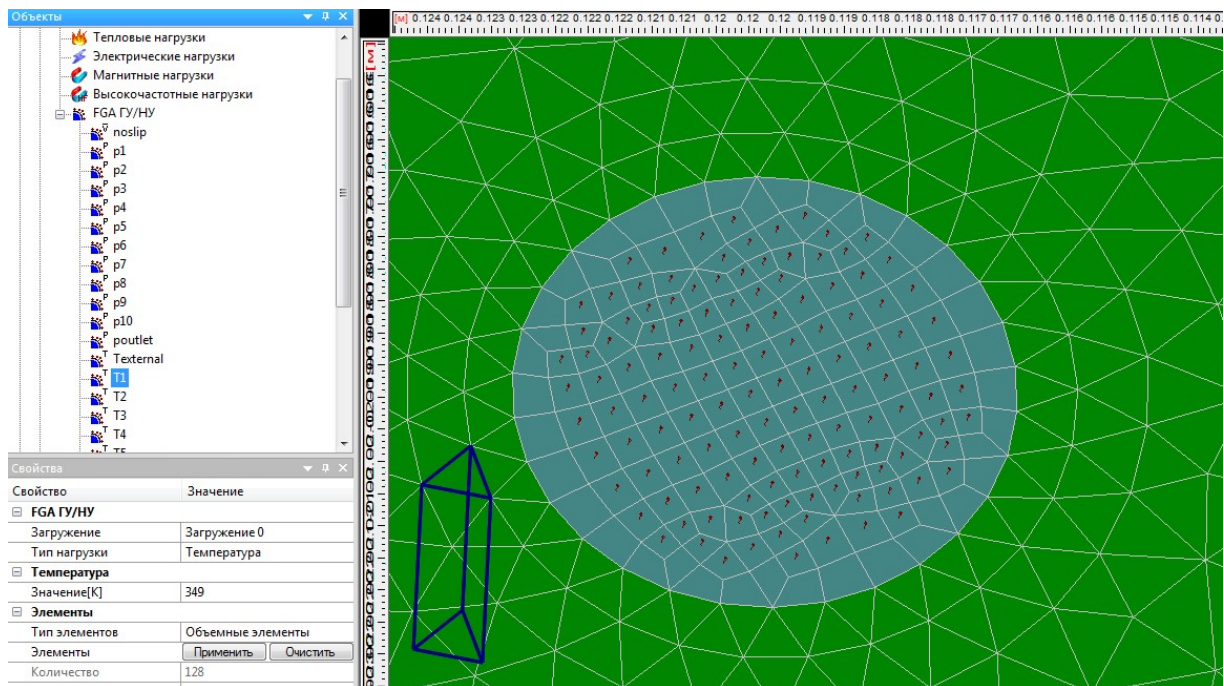 Объекты
Тепловые нагрузки
Электрические нагрузки
Магнитные нагрузки
Высокочастотные нагрузки
FGA ГУ/НУ
noslip
p1
p2
p3
p4
p5
p6
p7
p8
p9
p10
poutlet
Texternal
T1
T2
T3
T4
T5
Свойства
Свойство Значение
FGA ГУ/НУ
Загружение Загружение 0
Тип нагрузки Температура
Температура
Значение[К] 349
Элементы
Тип элементов Объемные элементы
Элементы Применить Очистить
Количество 128
[м] 0.124 0.124 0.123 0.123 0.122 0.122 0.122 0.121 0.121 0.12 0.12 0.12 0.119 0.119 0.118 0.118 0.117 0.117 0.116 0.116 0.115 0.115 0.114
[м]